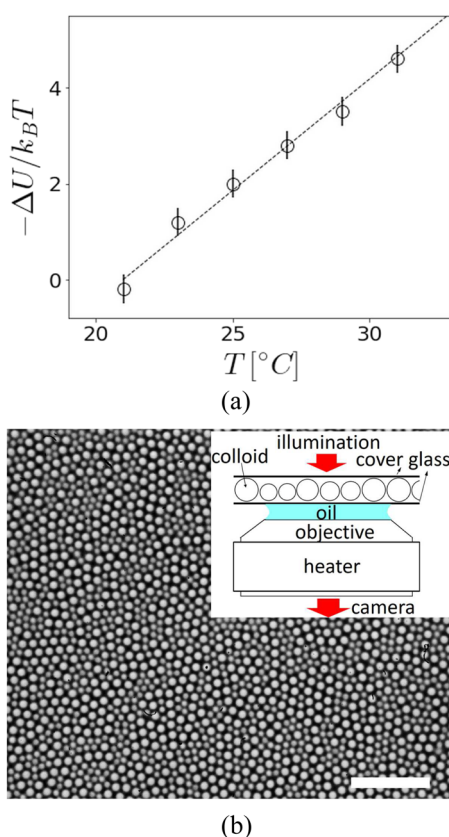 4
2
0
−ΔU/k_BT
20 25 30
T[°C]
(a)
illumination
colloid
cover glass
oil
objective
heater
camera
(b)